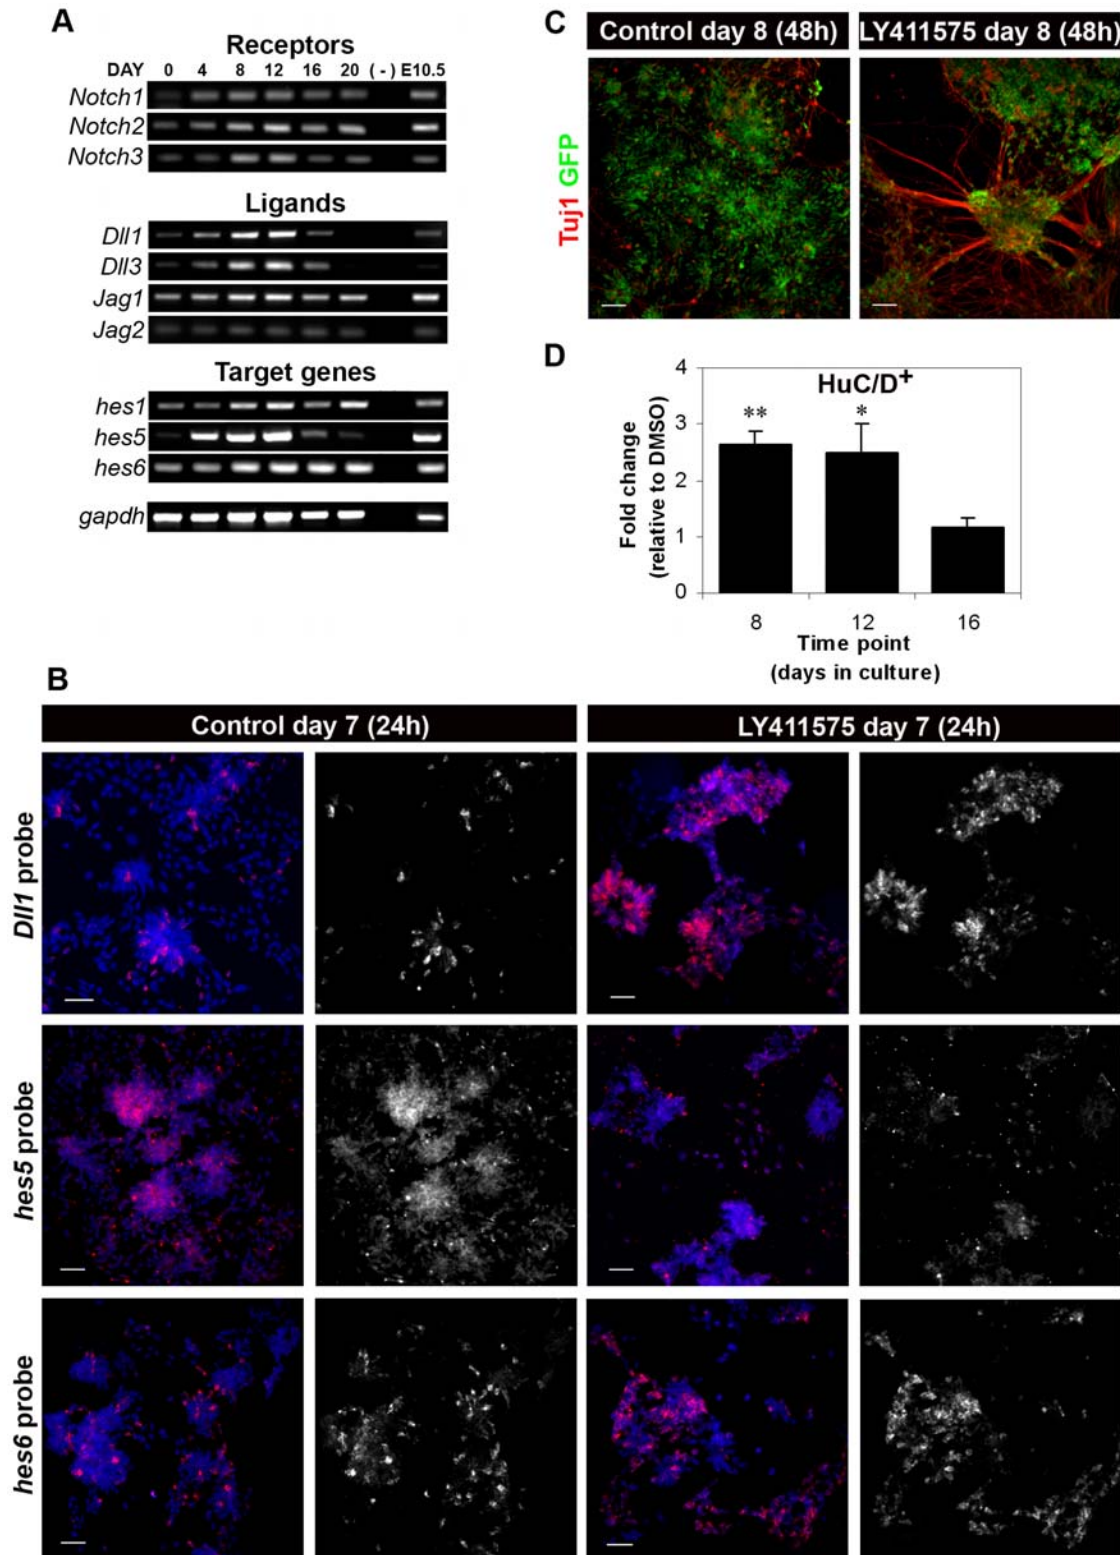 A
Receptors
DAY 0 4 8 12 16 20 ( - ) E10.5
Notch1
Notch2
Notch3
Ligands
Dll1
Dll3
Jag1
Jag2
Target genes
hes1
hes5
hes6
gapdh
C
Control day 8 (48h)
LY411575 day 8 (48h)
Tuj1 GFP
D
HuC/D+
Fold change
(relative to DMSO)
4
3
2
1
0
**
*
8 12 16
Time point
(days in culture)
B
Control day 7 (24h)
LY411575 day 7 (24h)
Dll1 probe
hes5 probe
hes6 probe